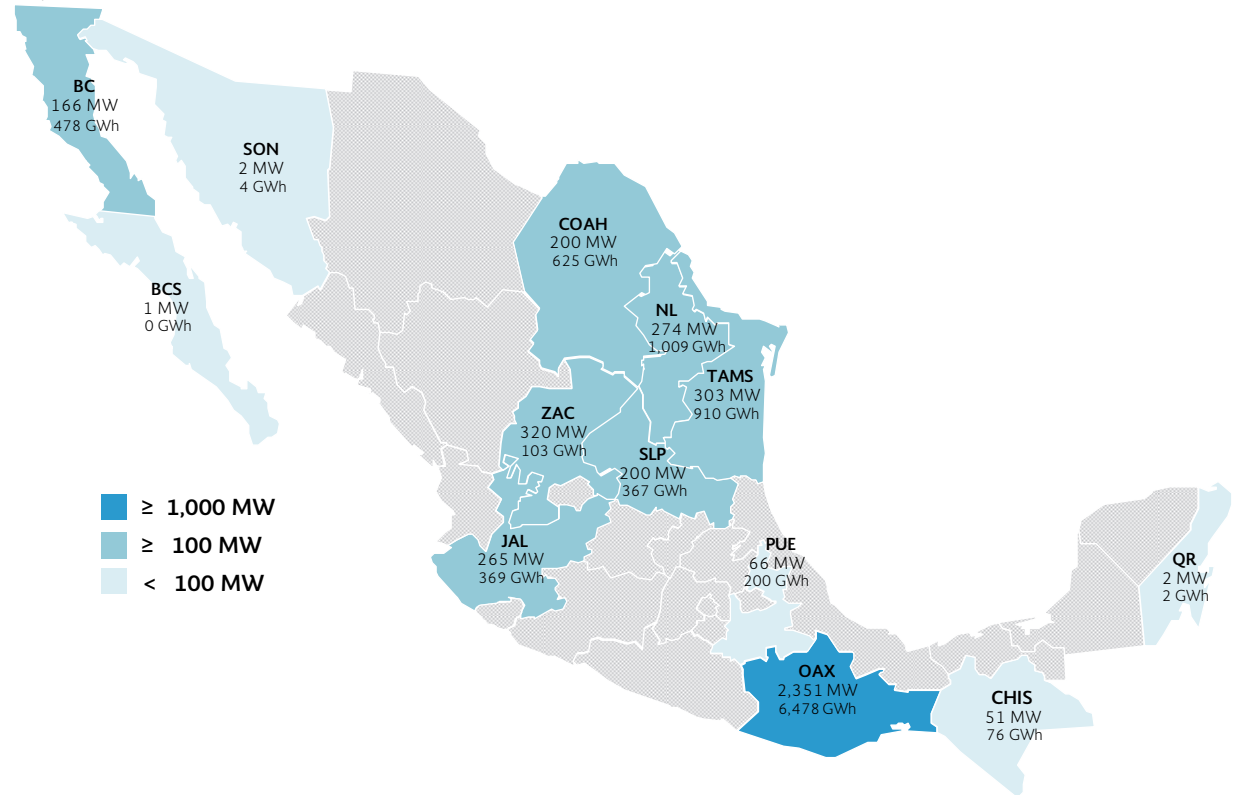 BC
166 MW
478 GWh
SON
2 MW
4 GWh
COAH
200 MW
625 GWh
BCS
1 MW
0 GWh
NL
274 MW
1,009 GWh
TAMS
303 MW
910 GWh
ZAC
320 MW
103 GWh
SLP
200 MW
367 GWh
≥ 1,000 MW
≥ 100 MW
< 100 MW
JAL
265 MW
369 GWh
PUE
66 MW
200 GWh
QR
2 MW
2 GWh
OAX
2,351 MW
6,478 GWh
CHIS
51 MW
76 GWh